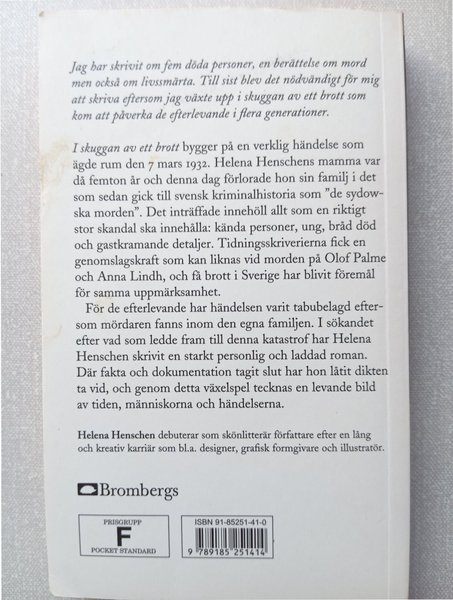 Jag har skrivit om fem döda personer, en berättelse om mord
men också om livssmärta. Till sist blev det nödvändigt för mig
att skriva eftersom jag växte upp i skuggan av ett brott som
kom att påverka de efterlevande i flera generationer.
I skuggan av ett brott bygger på en verklig händelse som
ägde rum den 7 mars 1932. Helena Henschens mamma var
då femton år och denna dag förlorade hon sin familj i det
som sedan gick till svensk kriminalhistoria som "de sydow-
ska morden". Det inträffade innehöll allt som en riktigt
stor skandal ska innehålla: kända personer, ung, bråd död
och gastkramande detaljer. Tidningsskriverierna fick en
genomslagskraft som kan liknas vid morden på Olof Palme
och Anna Lindh, och få brott i Sverige har blivit föremål
för samma uppmärksamhet.
För de efterlevande har händelsen varit tabubelagd efter-
som mördaren fanns inom den egna familjen. I sökandet
efter vad som ledde fram till denna katastrof har Helena
Henschen skrivit en starkt personlig och laddad roman.
Där fakta och dokumentation tagit slut har hon låtit dikten
ta vid, och genom detta växelspel tecknas en levande bild
av tiden, människorna och händelserna.
Helena Henschen debuterar som skönlitterär författare efter en lång
och kreativ karriär som bl.a. designer, grafisk formgivare och illustratör.
Brombergs
PRISGRUPP
F
POCKET STANDARD
ISBN 91-85251-41-0
9 789185 251414